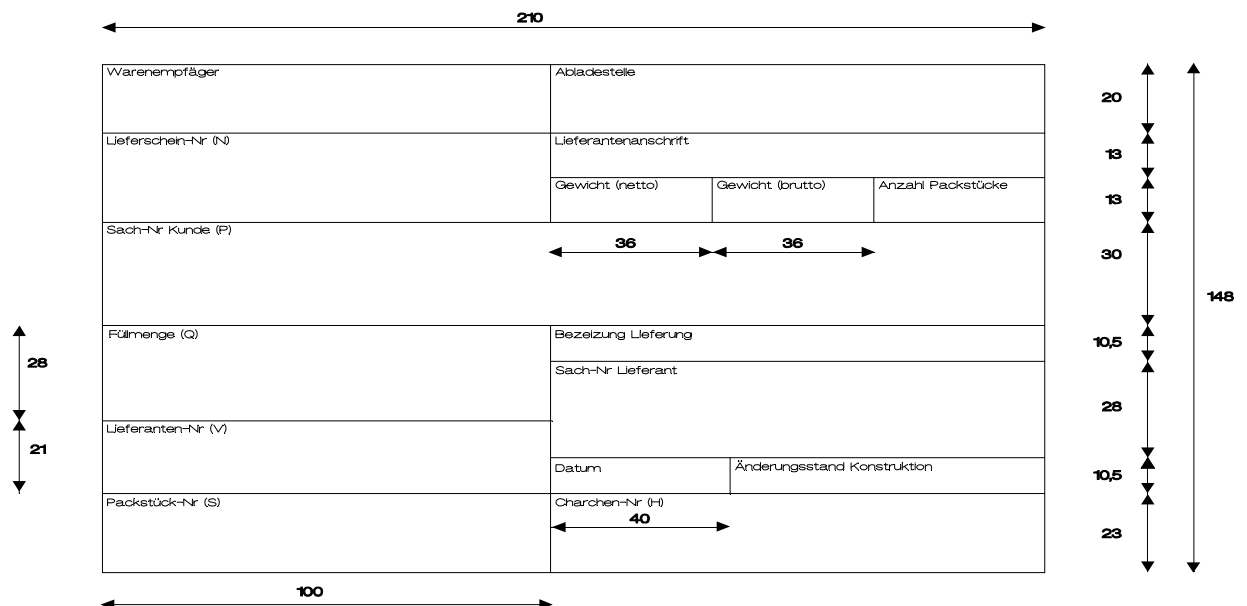 210
Warenempfäger
Abladestelle
20
Lieferschein-Nr (N)
Lieferantenanschrift
13
Gewicht (netto)
Gewicht (brutto)
Anzahl Packstücke
13
Sach-Nr Kunde (P)
36
36
30
148
Füllmenge (Q)
Bezeizung Lieferung
10,5
28
Sach-Nr Lieferant
28
Lieferanten-Nr (V)
21
Datum
Änderungsstand Konstruktion
10,5
Packstück-Nr (S)
Charchen-Nr (H)
40
23
100